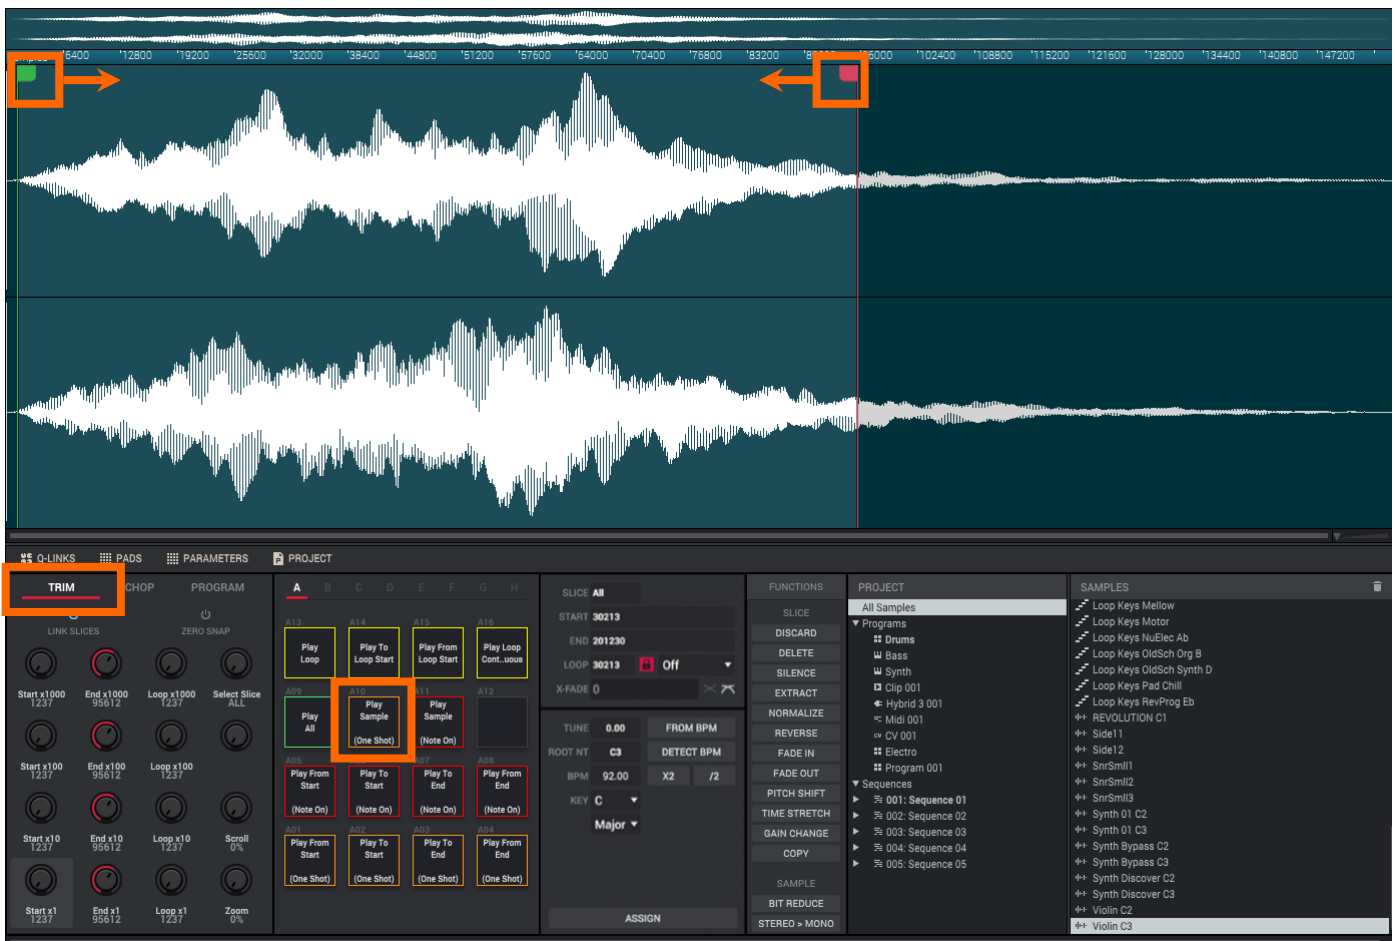 6400 '12800 '19200 '25600 '32000 '38400 '44800 '51200 '57600 '64000 '70400 '76800 '83200 '102400 '108800 '115200 '121600 '128000 '134400 '140800 '147200
Q-LINKS PADS PARAMETERS PROJECT
TRIM CHOP PROGRAM
LINK SLICES ZERO SNAP
Start x1000 End x1000 Loop x1000 Select Slice
1237 95612 1237 ALL
Start x100 End x100 Loop x100
1237 95612 1237
Start x10 End x10 Loop x10 Scroll
1237 95612 1237 0%
Start x1 End x1 Loop x1 Zoom
1237 95612 1237 0%
A B C D E F G H
A13 A14 A15 A16
Play Loop
Play To Loop Start
Play From Loop Start
Play Loop Cont..uous
A09 A10 A11 A12
Play All
Play Sample (One Shot)
Play Sample (Note On)
A05 A07 A08
Play From Start (Note On)
Play To Start (Note On)
Play To End (Note On)
Play From End (Note On)
A01 A02 A03 A04
Play From Start (One Shot)
Play To Start (One Shot)
Play To End (One Shot)
Play From End (One Shot)
SLICE All
START 30213
END 201230
LOOP 30213 Off
X-FADE 0
TUNE 0.00 FROM BPM
ROOT NT C3 DETECT BPM
BPM 92.00 X2 /2
KEY C
Major
ASSIGN
FUNCTIONS
SLICE
DISCARD
DELETE
SILENCE
EXTRACT
NORMALIZE
REVERSE
FADE IN
FADE OUT
PITCH SHIFT
TIME STRETCH
GAIN CHANGE
COPY
SAMPLE
BIT REDUCE
STEREO > MONO
PROJECT
All Samples
Programs
Drums
Bass
Synth
Clip 001
Hybrid 3 001
Midi 001
CV 001
Electro
Program 001
Sequences
001: Sequence 01
002: Sequence 02
003: Sequence 03
004: Sequence 04
005: Sequence 05
SAMPLES
Loop Keys Mellow
Loop Keys Motor
Loop Keys NuElec Ab
Loop Keys OldSch Org B
Loop Keys OldSch Synth D
Loop Keys Pad Chill
Loop Keys RevProg Eb
REVOLUTION C1
Side11
Side12
SnrSmll1
SnrSmll2
SnrSmll3
Synth 01 C2
Synth 01 C3
Synth Bypass C2
Synth Bypass C3
Synth Discover C2
Synth Discover C3
Violin C2
Violin C3